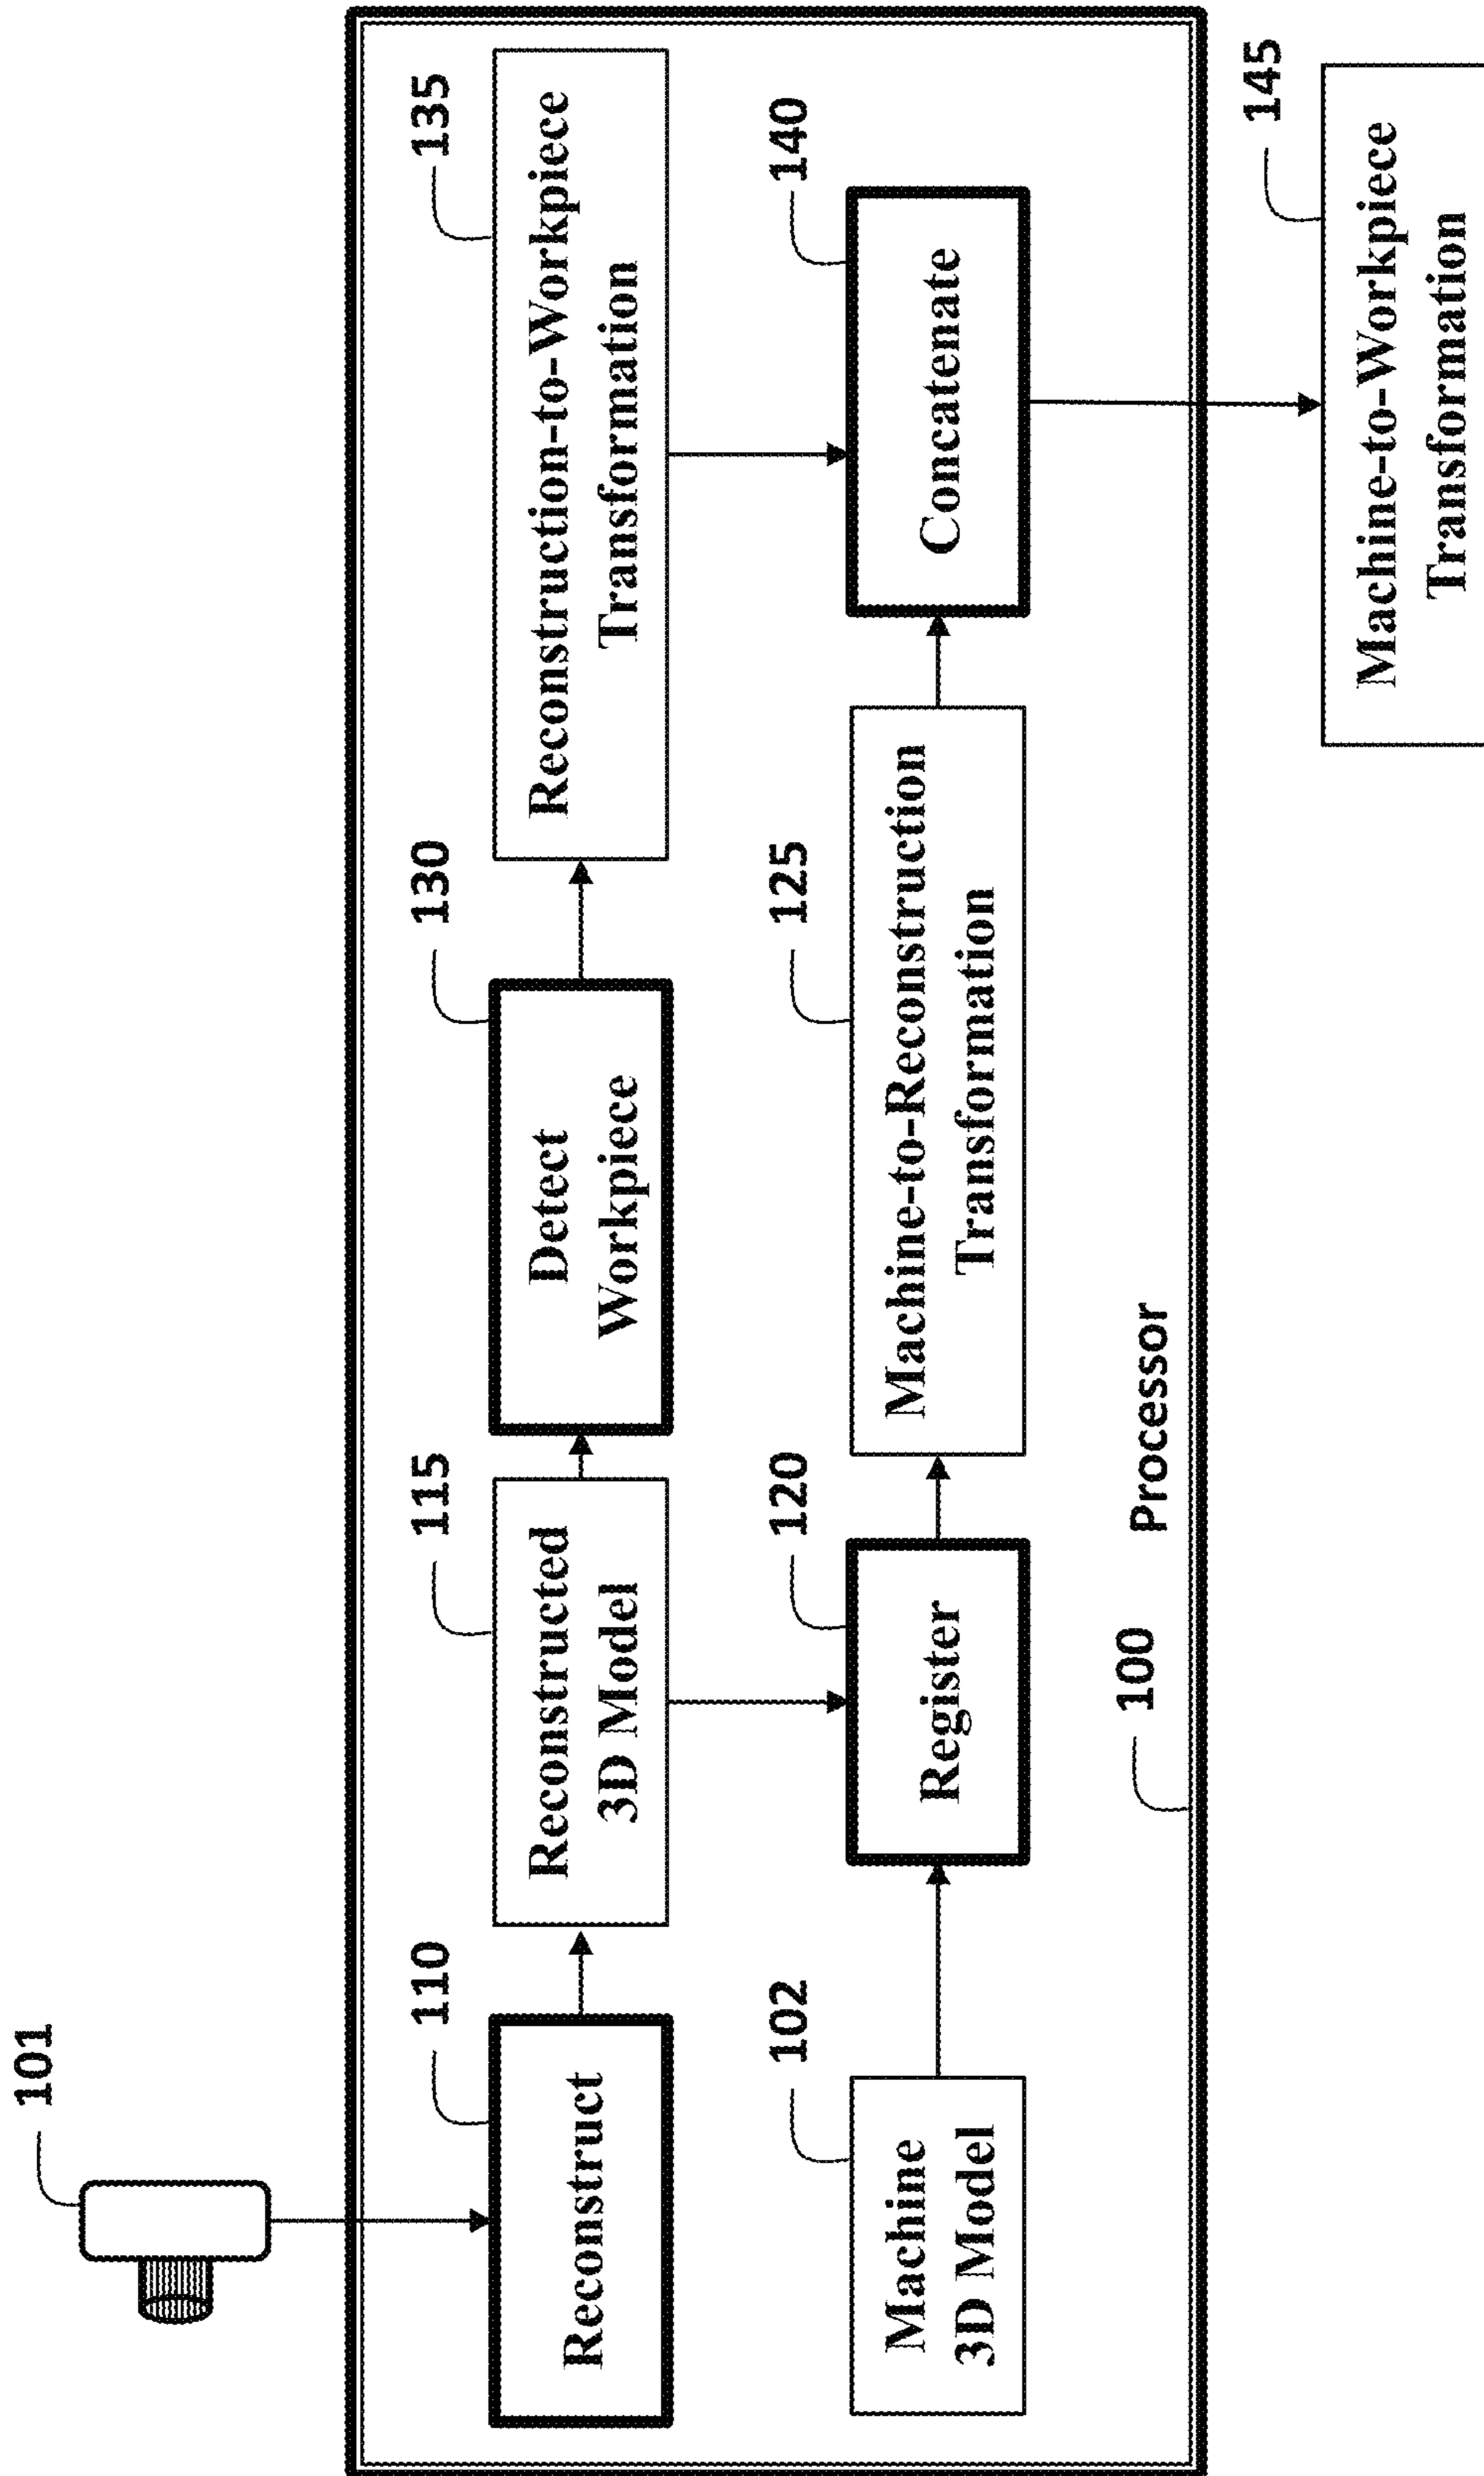 101
110
Reconstruct
115
Reconstructed
3D Model
130
Detect
Workpiece
135
Reconstruction-to-Workpiece
Transformation
102
Machine
3D Model
120
Register
125
Machine-to-Reconstruction
Transformation
140
Concatenate
100
Processor
145
Machine-to-Workpiece
Transformation